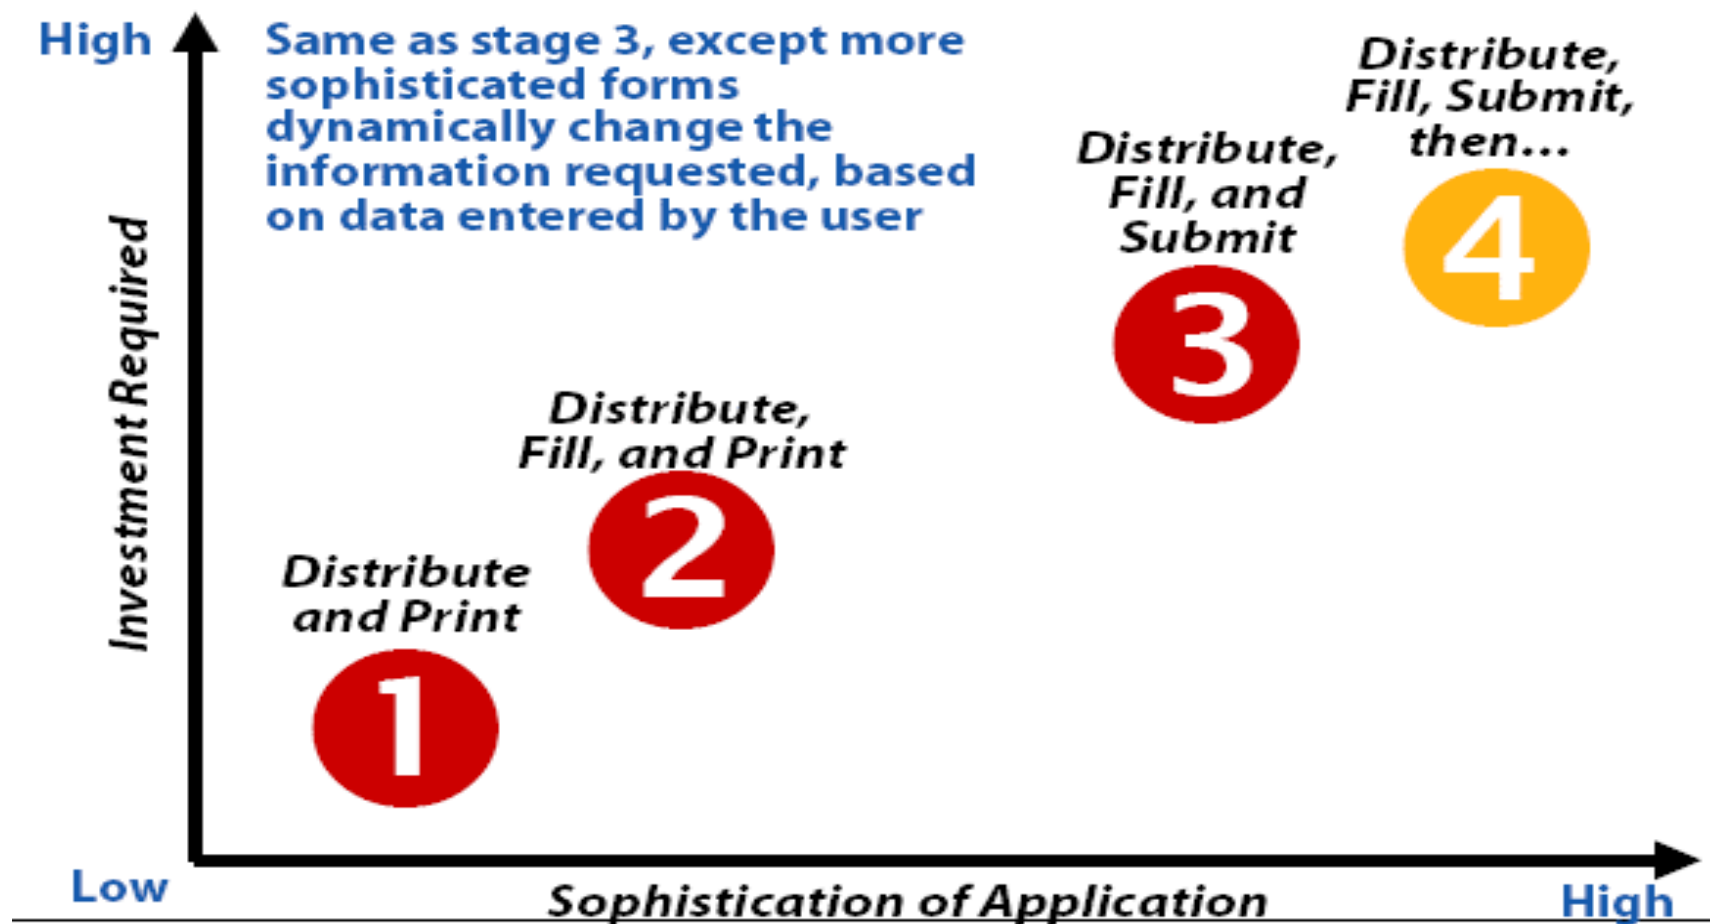 High
Same as stage 3, except more
sophisticated forms
dynamically change the
information requested, based
on data entered by the user
Distribute,
Fill, Submit,
then...
4
Distribute,
Fill, and
Submit
3
Investment Required
Distribute,
Fill, and Print
2
Distribute
and Print
1
Low
Sophistication of Application
High